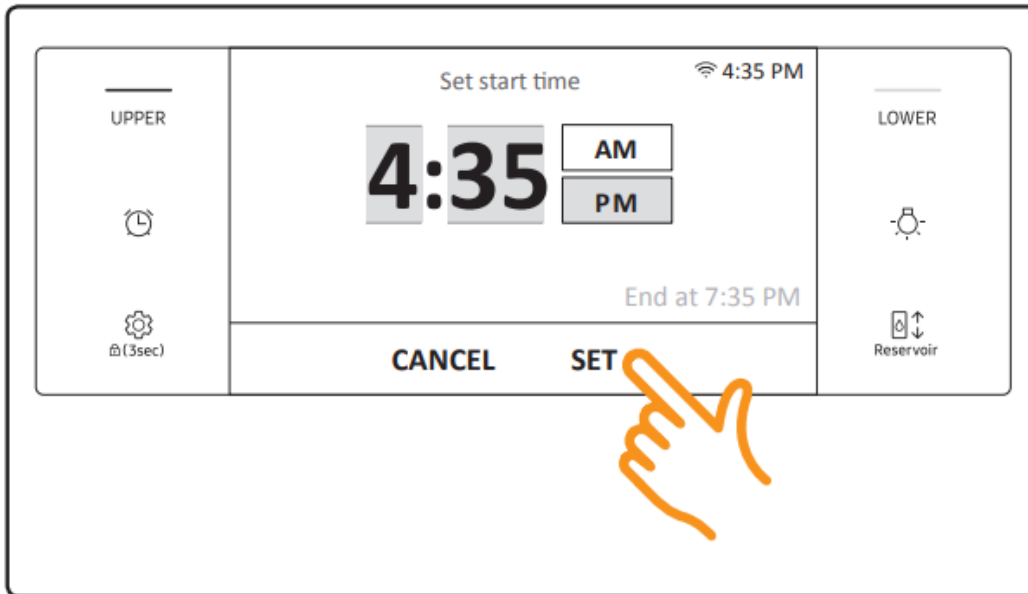 Set start time
4:35 PM
UPPER
LOWER
4:35
AM
PM
End at 7:35 PM
(3sec)
Reservoir
CANCEL
SET